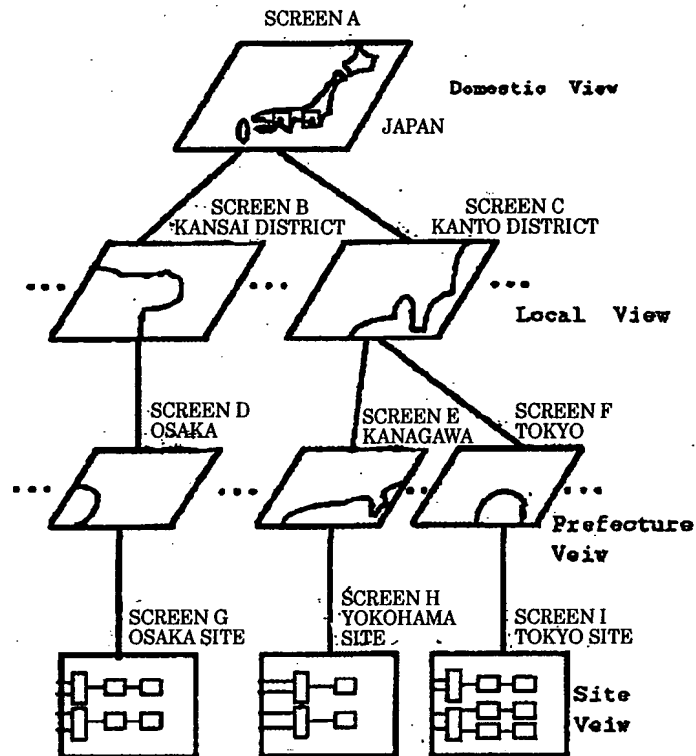 SCREEN A
Domestic View
JAPAN
SCREEN B
KANSAI DISTRICT
SCREEN C
KANTO DISTRICT
Local View
SCREEN D
OSAKA
SCREEN E
KANAGAWA
SCREEN F
TOKYO
Prefecture
Veiw
SCREEN G
OSAKA SITE
SCREEN H
YOKOHAMA
SITE
SCREEN I
TOKYO SITE
Site
Veiw